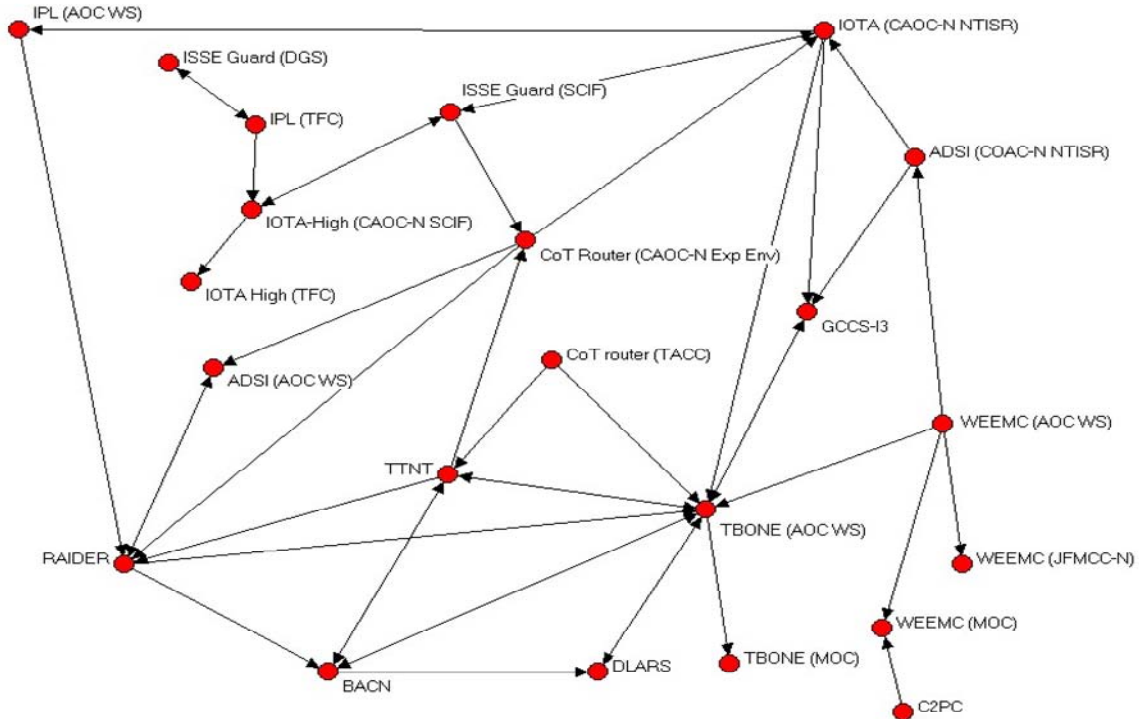 IPL (AOC WS)
IOTA (CAOC-N NTISR)
ISSE Guard (DGS)
ISSE Guard (SCIF)
IPL (TFC)
ADSI (COAC-N NTISR)
IOTA-High (CAOC-N SCIF)
CoT Router (CAOC-N Exp Env)
IOTA High (TFC)
GCCS-I3
CoT router (TACC)
ADSI (AOC WS)
WEEMC (AOC WS)
TTNT
TBONE (AOC WS)
RAIDER
WEEMC (JFMCC-N)
WEEMC (MOC)
DLARS
TBONE (MOC)
BACN
C2PC